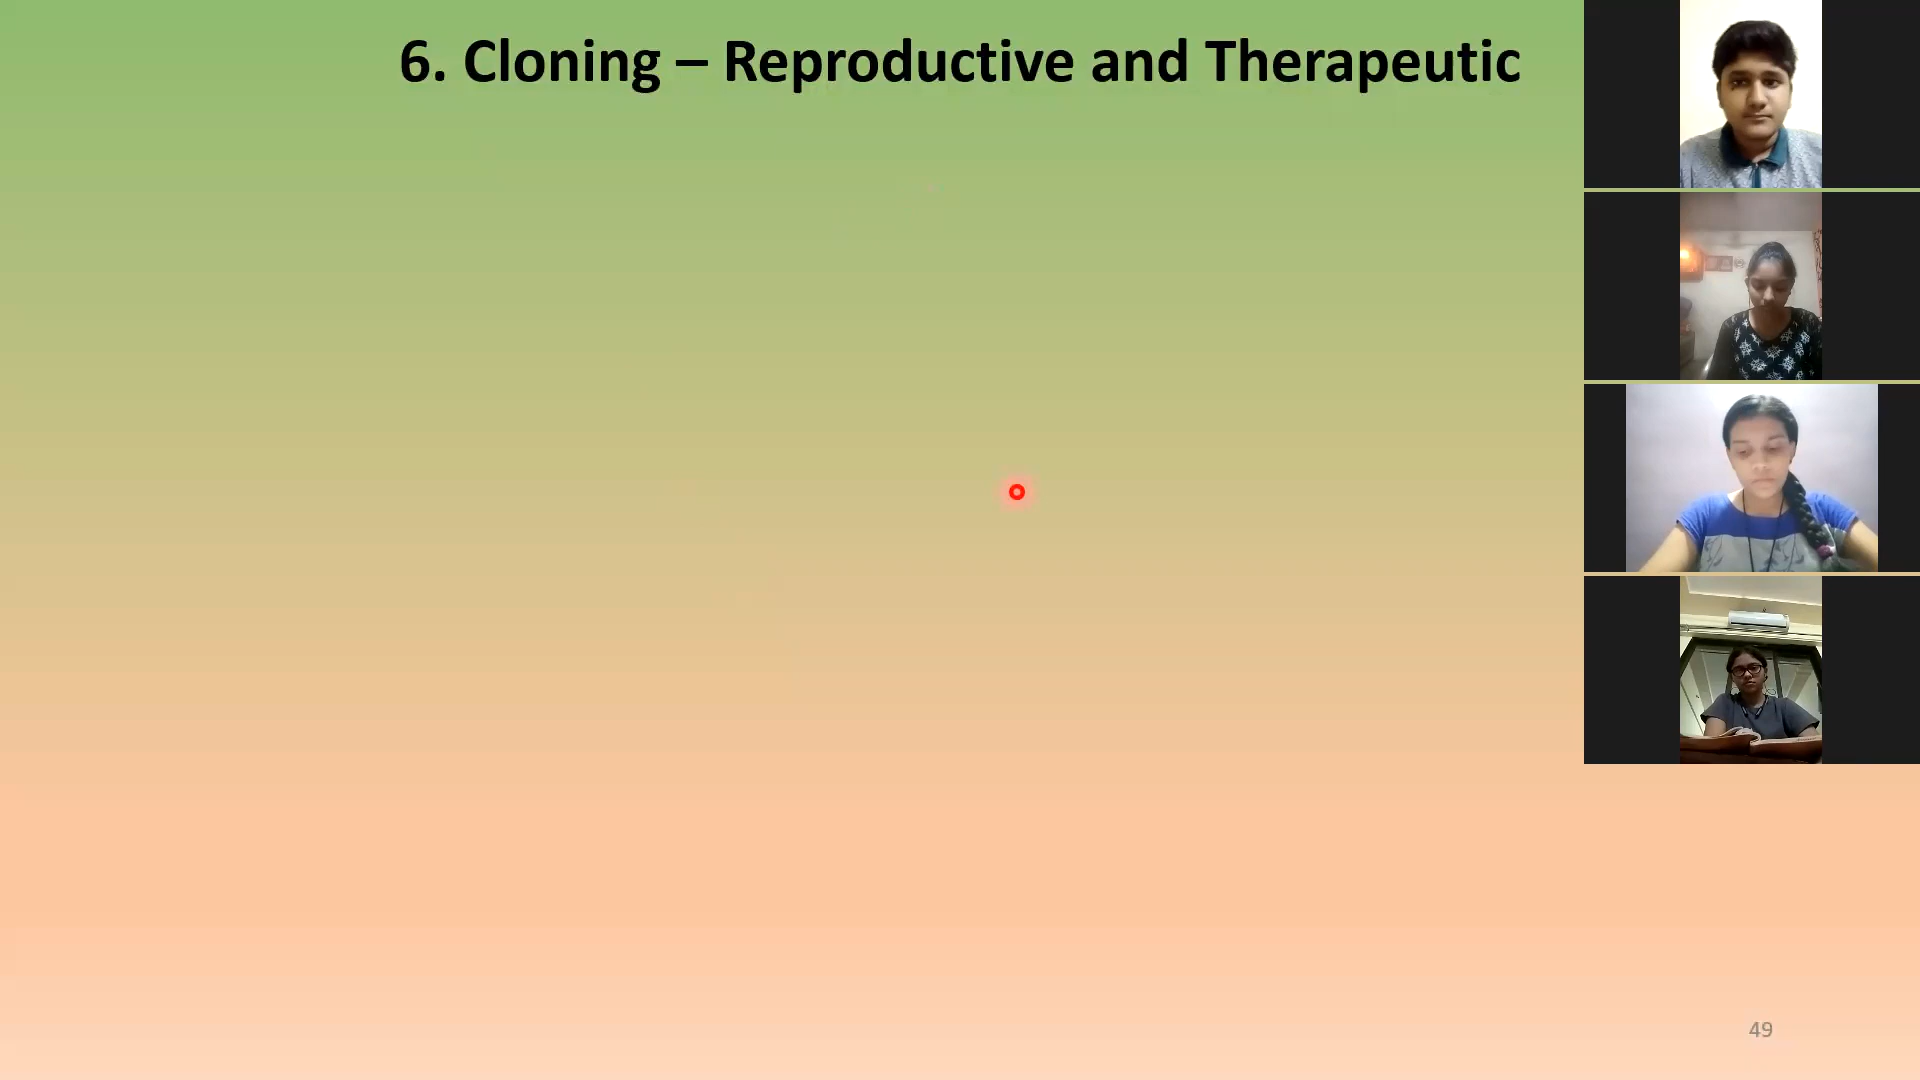 6. Cloning – Reproductive and Therapeutic
49